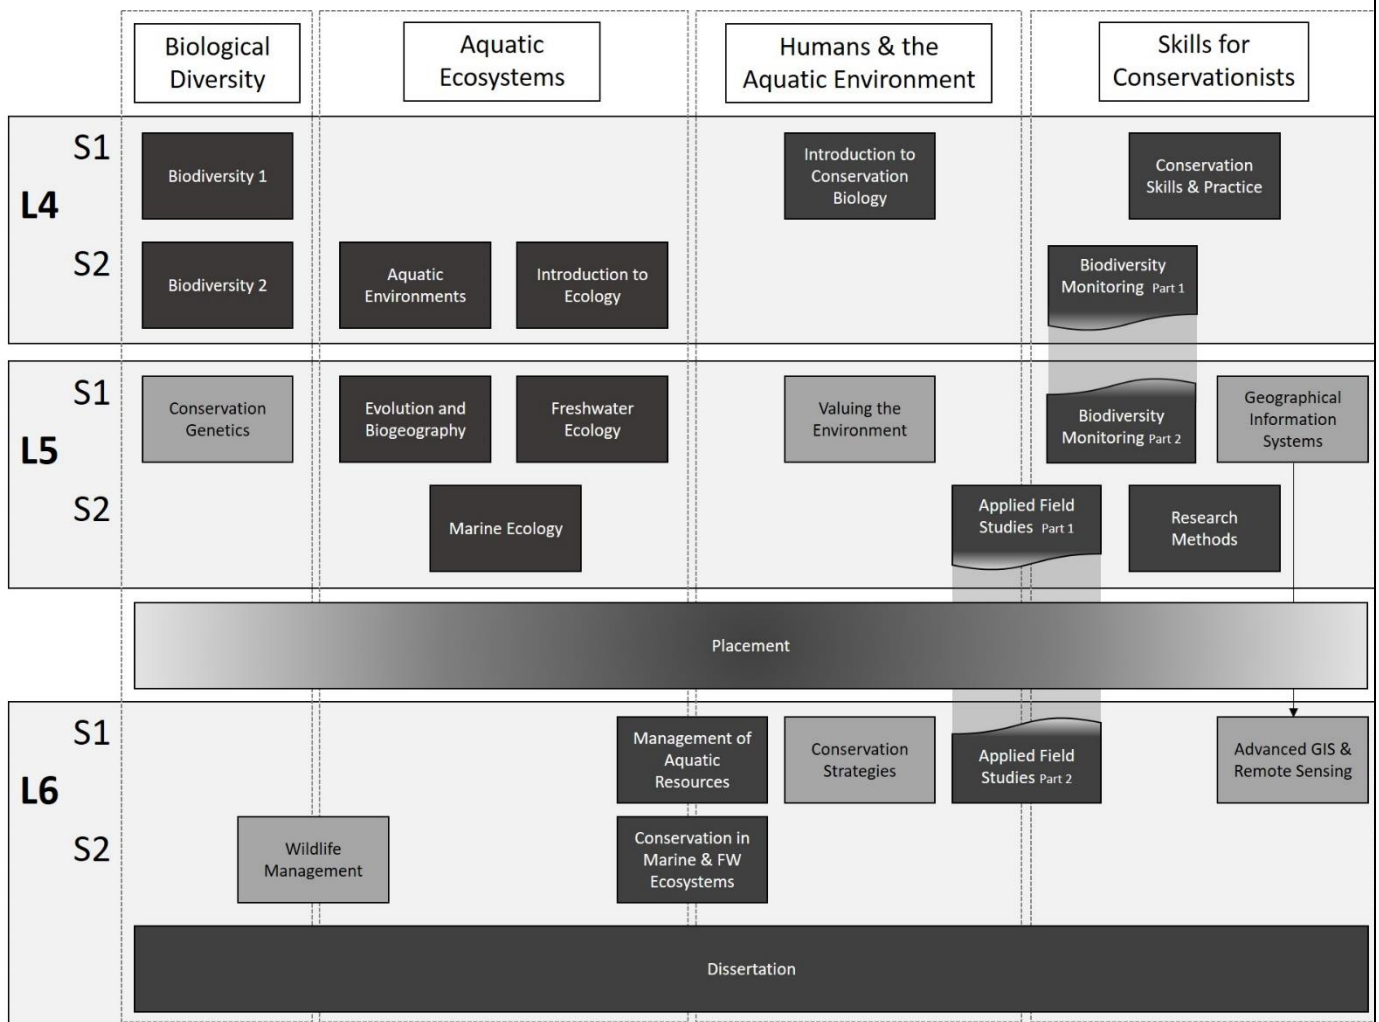 Biological
Diversity
Aquatic
Ecosystems
Humans & the
Aquatic Environment
Skills for
Conservationists
L4
S1
Biodiversity 1
Introduction to
Conservation
Biology
Conservation
Skills & Practice
S2
Biodiversity 2
Aquatic
Environments
Introduction to
Ecology
Biodiversity
Monitoring Part 1
L5
S1
Conservation
Genetics
Evolution and
Biogeography
Freshwater
Ecology
Valuing the
Environment
Biodiversity
Monitoring Part 2
Geographical
Information
Systems
S2
Marine Ecology
Applied Field
Studies Part 1
Research
Methods
Placement
L6
S1
Management of
Aquatic
Resources
Conservation
Strategies
Applied Field
Studies Part 2
Advanced GIS &
Remote Sensing
S2
Wildlife
Management
Conservation in
Marine & FW
Ecosystems
Dissertation